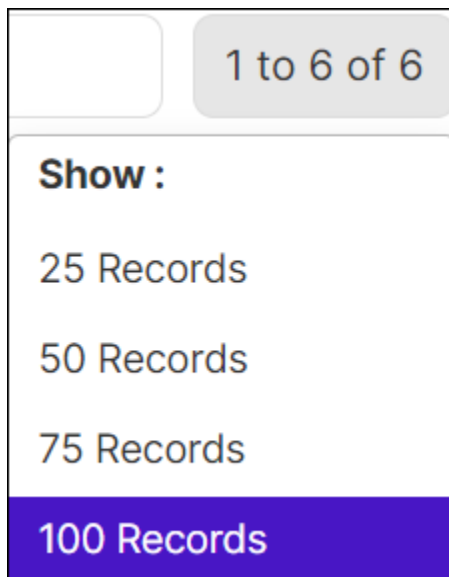 1 to 6 of 6
Show :
25 Records
50 Records
75 Records
100 Records